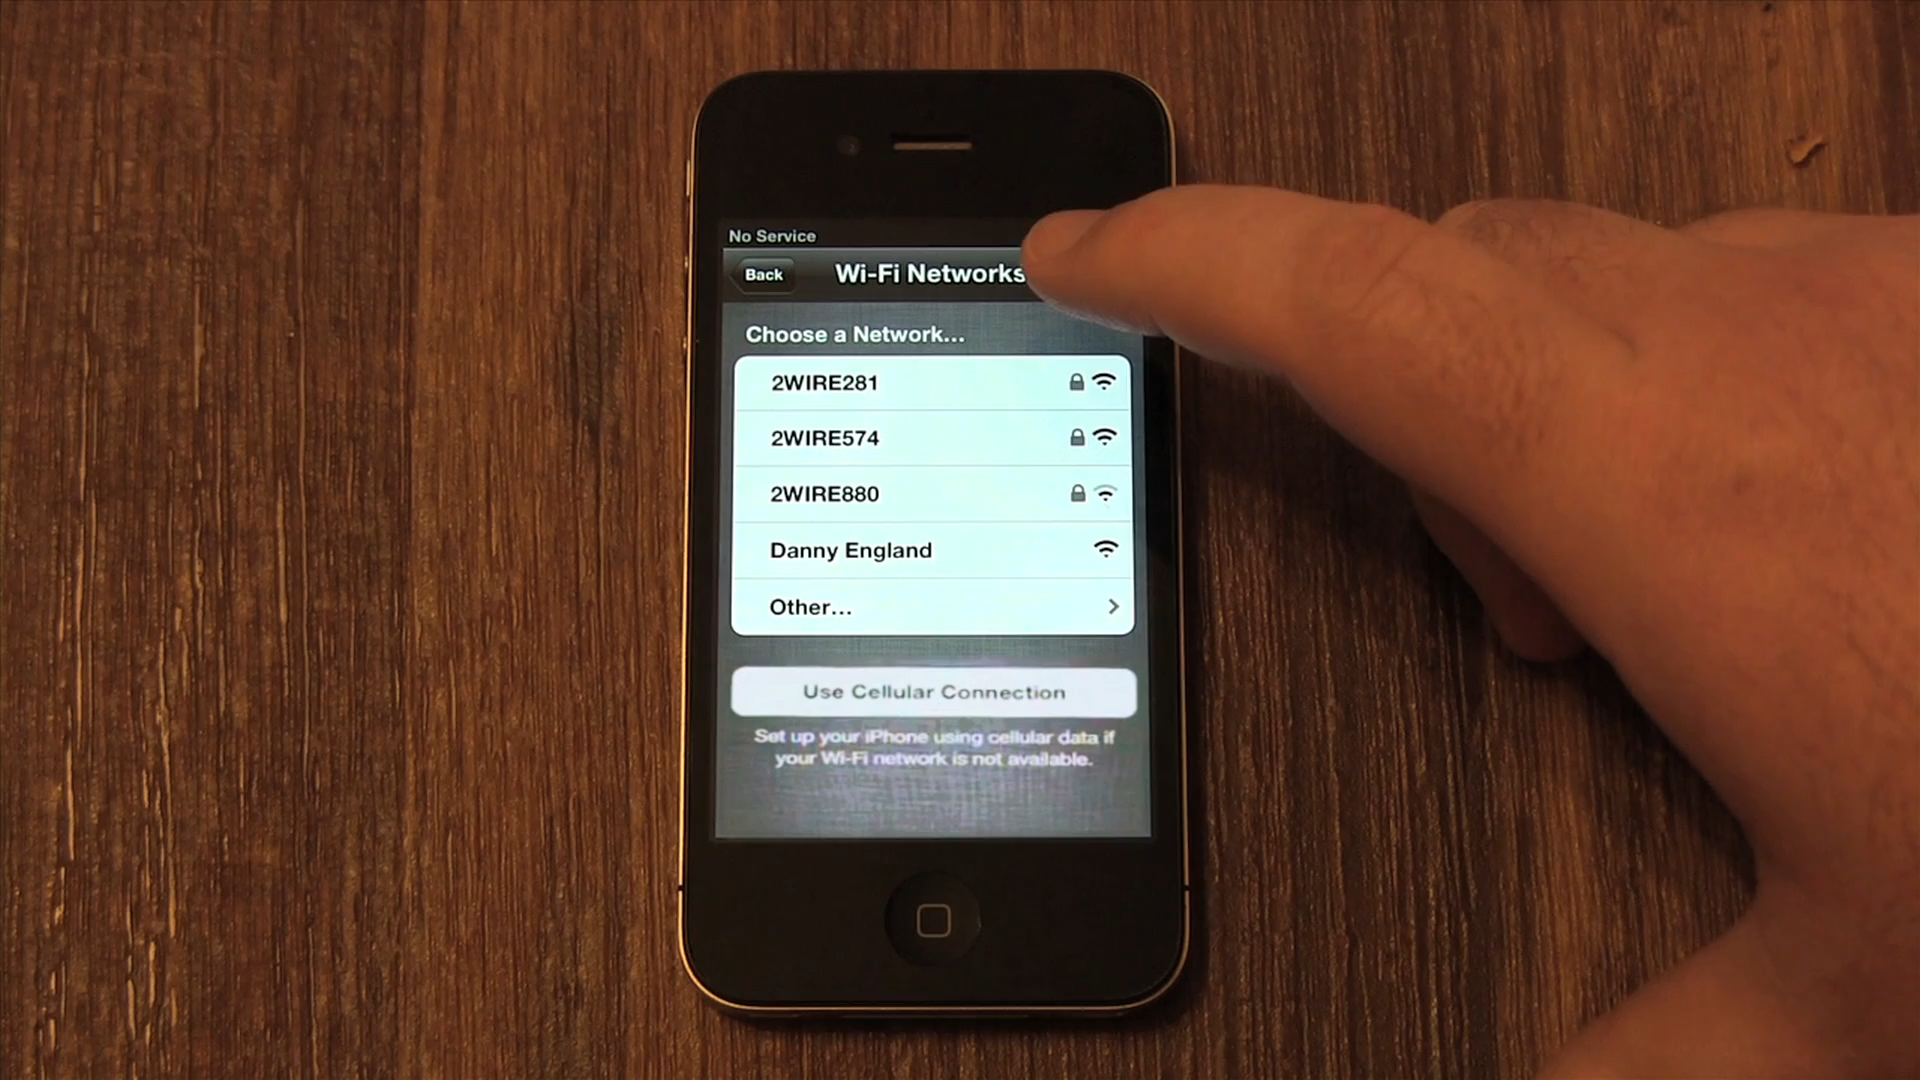 No Service
Back
Wi-Fi Networks
Choose a Network...
2WIRE281
2WIRE574
2WIRE880
Danny England
Other...
Use Cellular Connection
Set up your iPhone using cellular data if
your Wi-Fi network is not available.